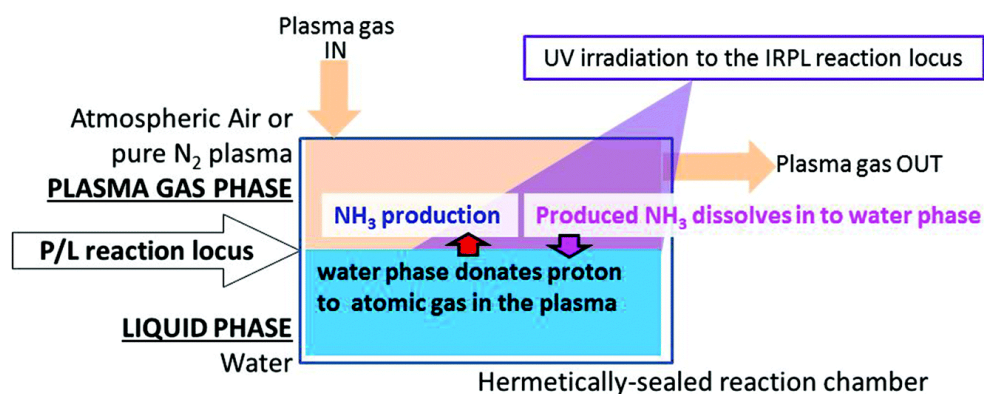 Plasma gas
IN
UV irradiation to the IRPL reaction locus
Atmospheric Air or
pure N₂ plasma
PLASMA GAS PHASE
Plasma gas OUT
NH₃ production
Produced NH₃ dissolves in to water phase
P/L reaction locus
water phase donates proton
to atomic gas in the plasma
LIQUID PHASE
Water
Hermetically-sealed reaction chamber